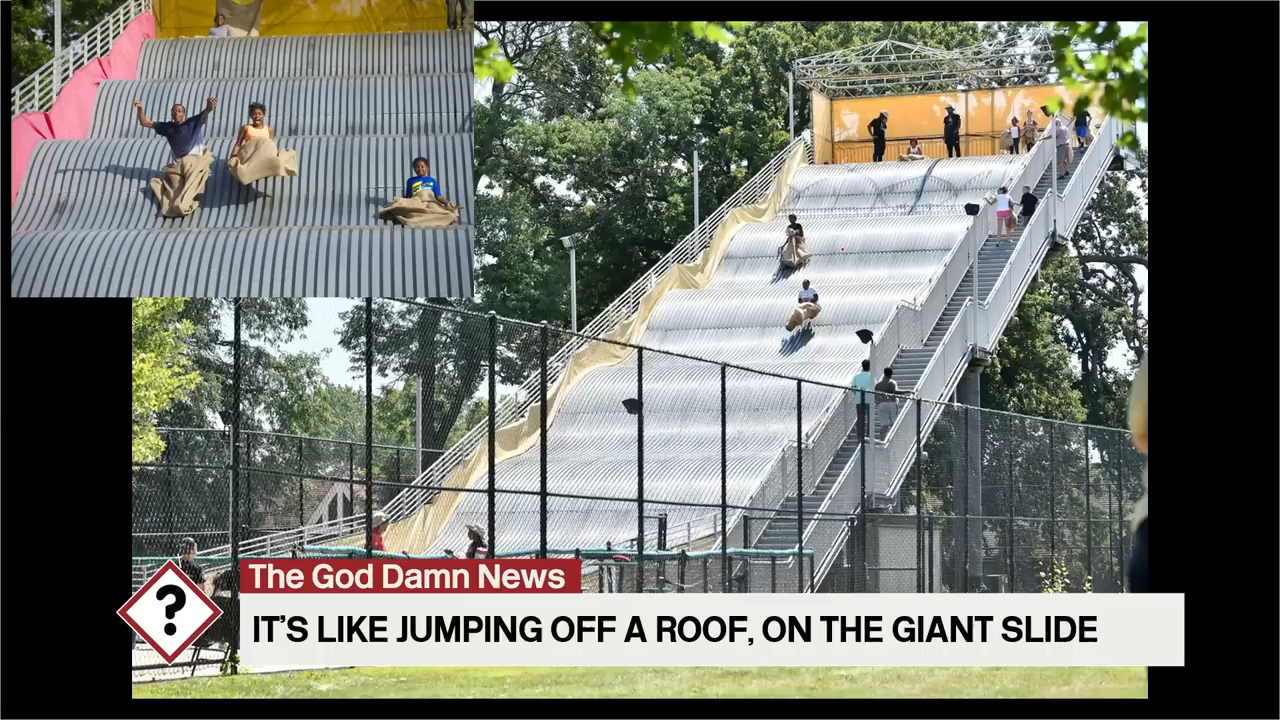 The God Damn News
?
IT'S LIKE JUMPING OFF A ROOF, ON THE GIANT SLIDE